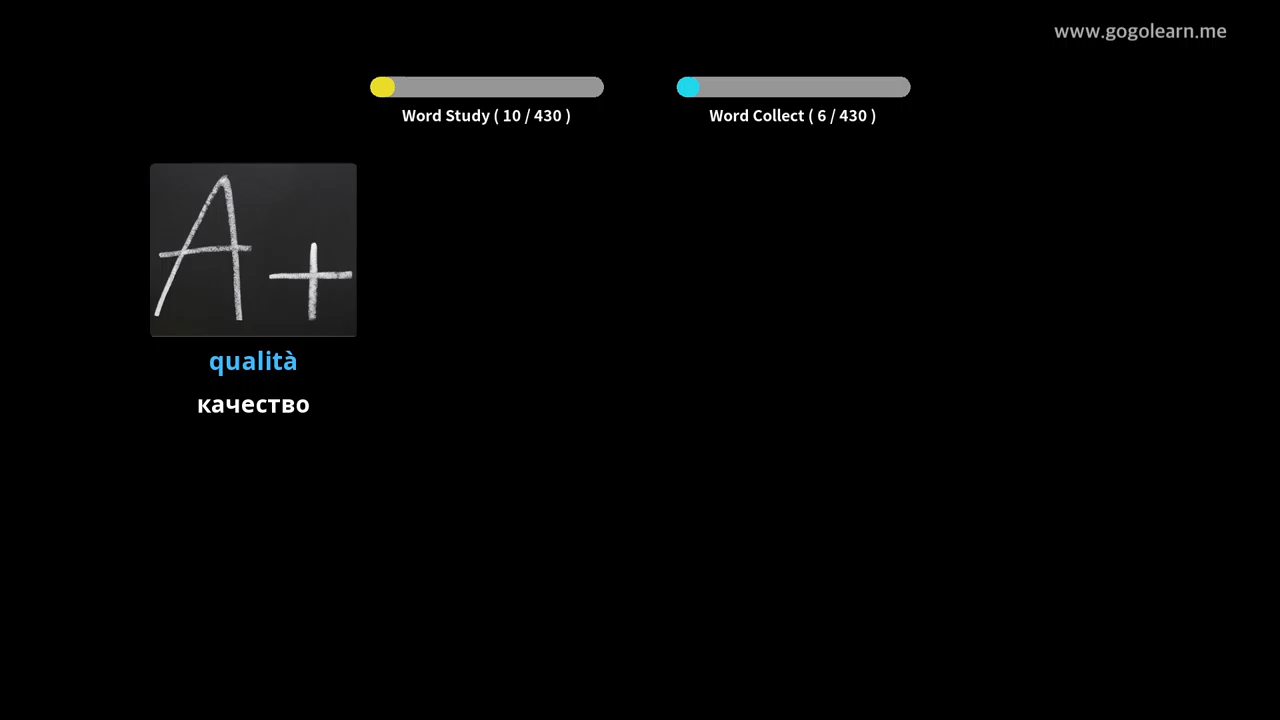 www.gogolearn.me
Word Study ( 10 / 430 )
Word Collect ( 6 / 430 )
A+
qualità
качество